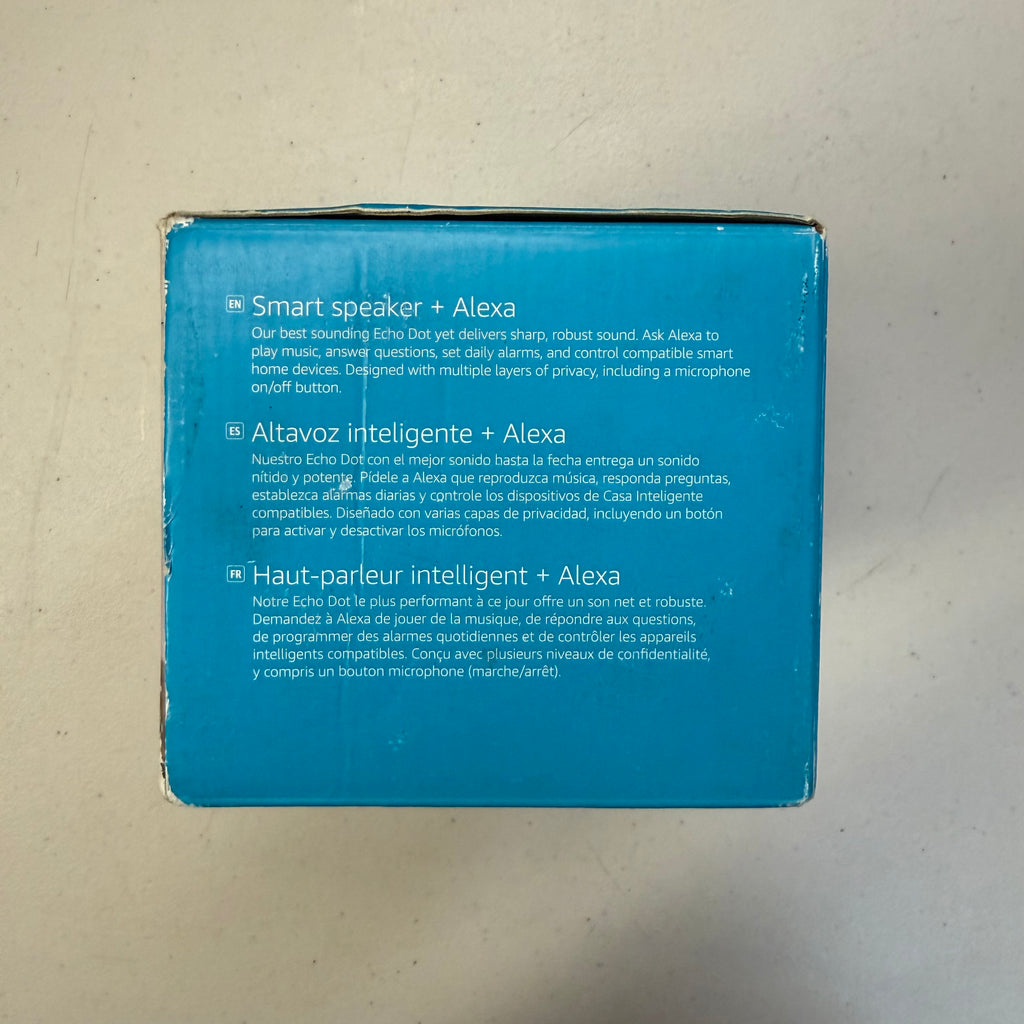 EN Smart speaker + Alexa
Our best sounding Echo Dot yet delivers sharp, robust sound. Ask Alexa to
play music, answer questions, set daily alarms, and control compatible smart
home devices. Designed with multiple layers of privacy, including a microphone
on/off button.
ES Altavoz inteligente + Alexa
Nuestro Echo Dot con el mejor sonido hasta la fecha entrega un sonido
nítido y potente. Pídele a Alexa que reproduzca música, responda preguntas,
establezca alarmas diarias y controle los dispositivos de Casa Inteligente
compatibles. Diseñado con varias capas de privacidad, incluyendo un botón
para activar y desactivar los micrófonos.
FR Haut-parleur intelligent + Alexa
Notre Echo Dot le plus performant à ce jour offre un son net et robuste.
Demandez à Alexa de jouer de la musique, de répondre aux questions,
de programmer des alarmes quotidiennes et de contrôler les appareils
intelligents compatibles. Conçu avec plusieurs niveaux de confidentialité,
y compris un bouton microphone (marche/arrêt).